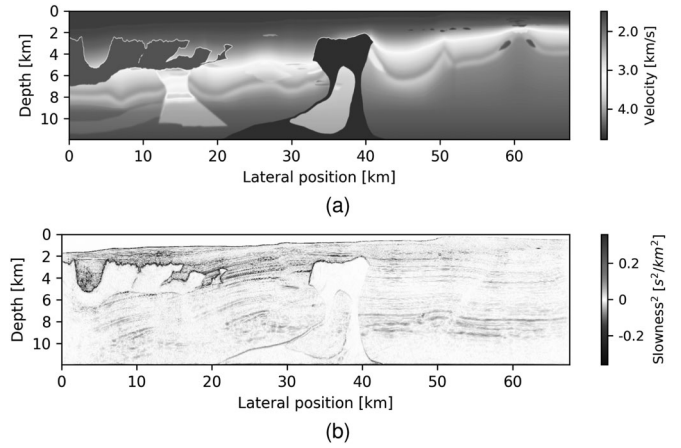 0
2
4
6
8
10
Depth [km]
0 10 20 30 40 50 60
Lateral position [km]
2.0
3.0
4.0
Velocity [km/s]
(a)
0
2
4
6
8
10
Depth [km]
0 10 20 30 40 50 60
Lateral position [km]
0.2
0
-0.2
Slowness² [s²/km²]
(b)